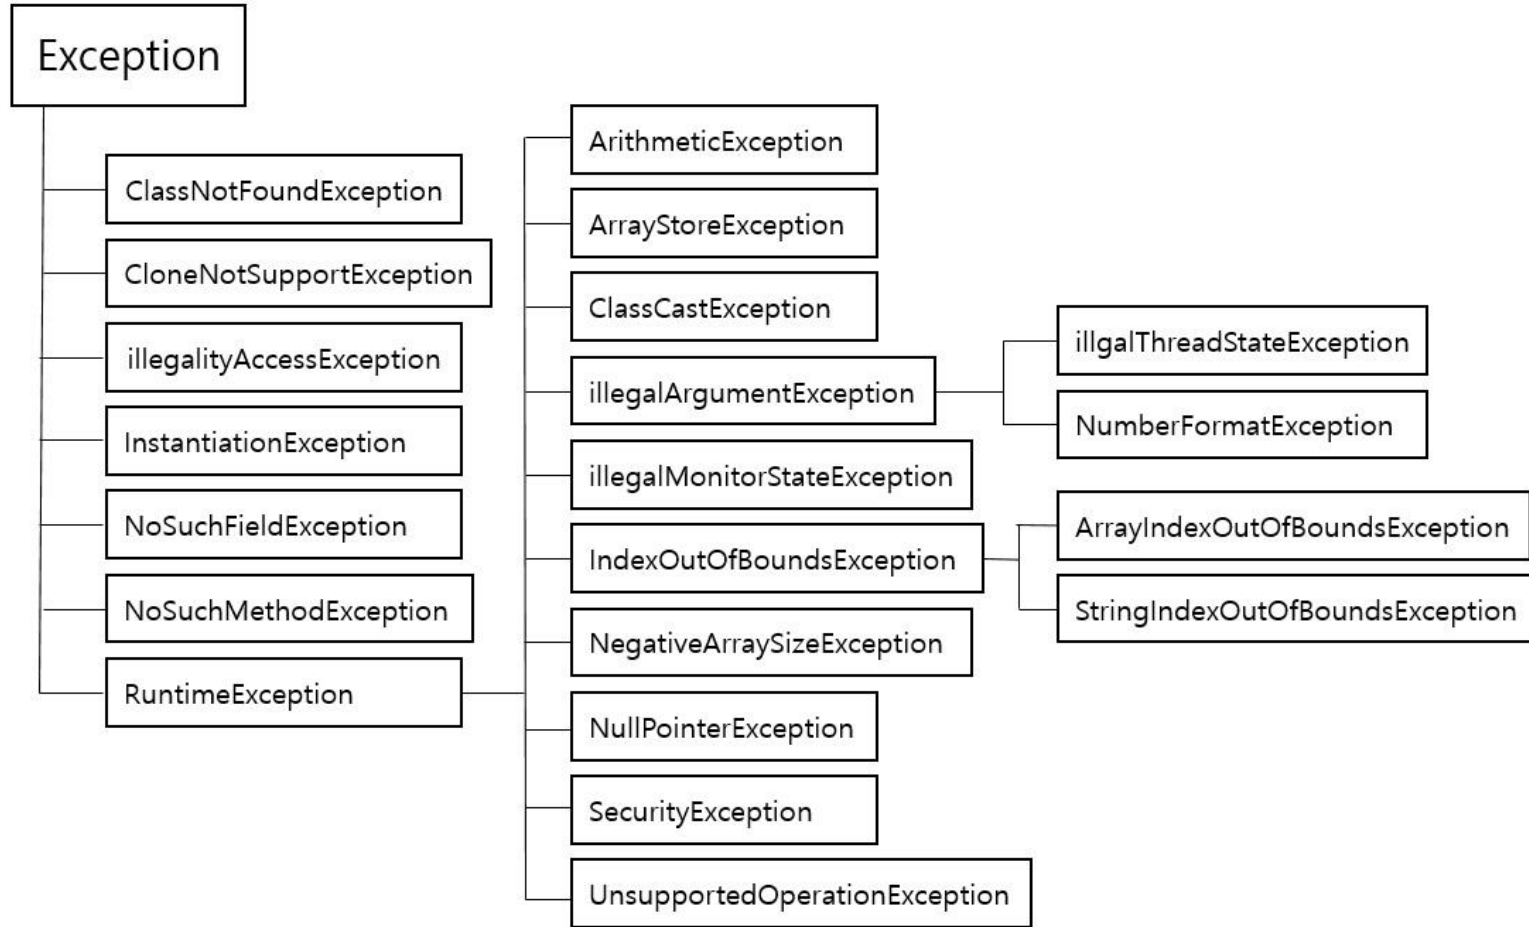 Exception
ClassNotFoundException
CloneNotSupportException
illegalityAccessException
InstantiationException
NoSuchFieldException
NoSuchMethodException
RuntimeException
ArithmeticException
ArrayStoreException
ClassCastException
illegalArgumentException
illegalMonitorStateException
IndexOutOfBoundsException
NegativeArraySizeException
NullPointerException
SecurityException
UnsupportedOperationException
illgalThreadStateException
NumberFormatException
ArrayIndexOutOfBoundsException
StringIndexOutOfBoundsException